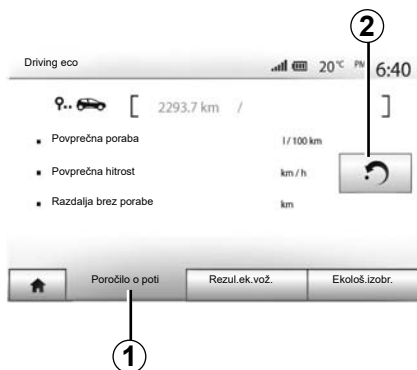 2
Driving eco
20°C PM 6:40
[ 2293.7 km / ]
Povprečna poraba l / 100 km
Povprečna hitrost km / h
Razdalja brez porabe km
Poročilo o poti Rezul.ek.vož. Ekološ.izobr.
1